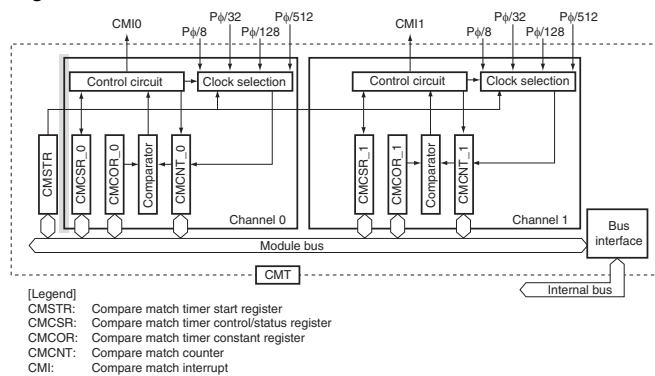 CMI0 Pφ/8 Pφ/32 Pφ/128 Pφ/512 CMI1 Pφ/8 Pφ/32 Pφ/128 Pφ/512
Control circuit Clock selection Control circuit Clock selection
CMSTR CMCSR_0 CMCOR_0 Comparator CMCNT_0 CMCSR_1 CMCOR_1 Comparator CMCNT_1
Channel 0 Channel 1
Bus
interface
Module bus
CMT
Internal bus
[Legend]
CMSTR: Compare match timer start register
CMCSR: Compare match timer control/status register
CMCOR: Compare match timer constant register
CMCNT: Compare match counter
CMI: Compare match interrupt